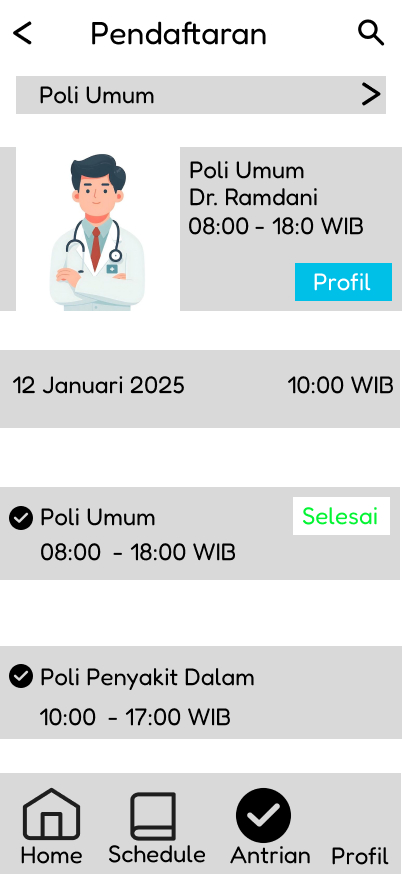 Pendaftaran
Poli Umum
Poli Umum
Dr. Ramdani
08:00 - 18:0 WIB
Profil
12 Januari 2025 10:00 WIB
Poli Umum Selesai
08:00 - 18:00 WIB
Poli Penyakit Dalam
10:00 - 17:00 WIB
Home Schedule Antrian Profil